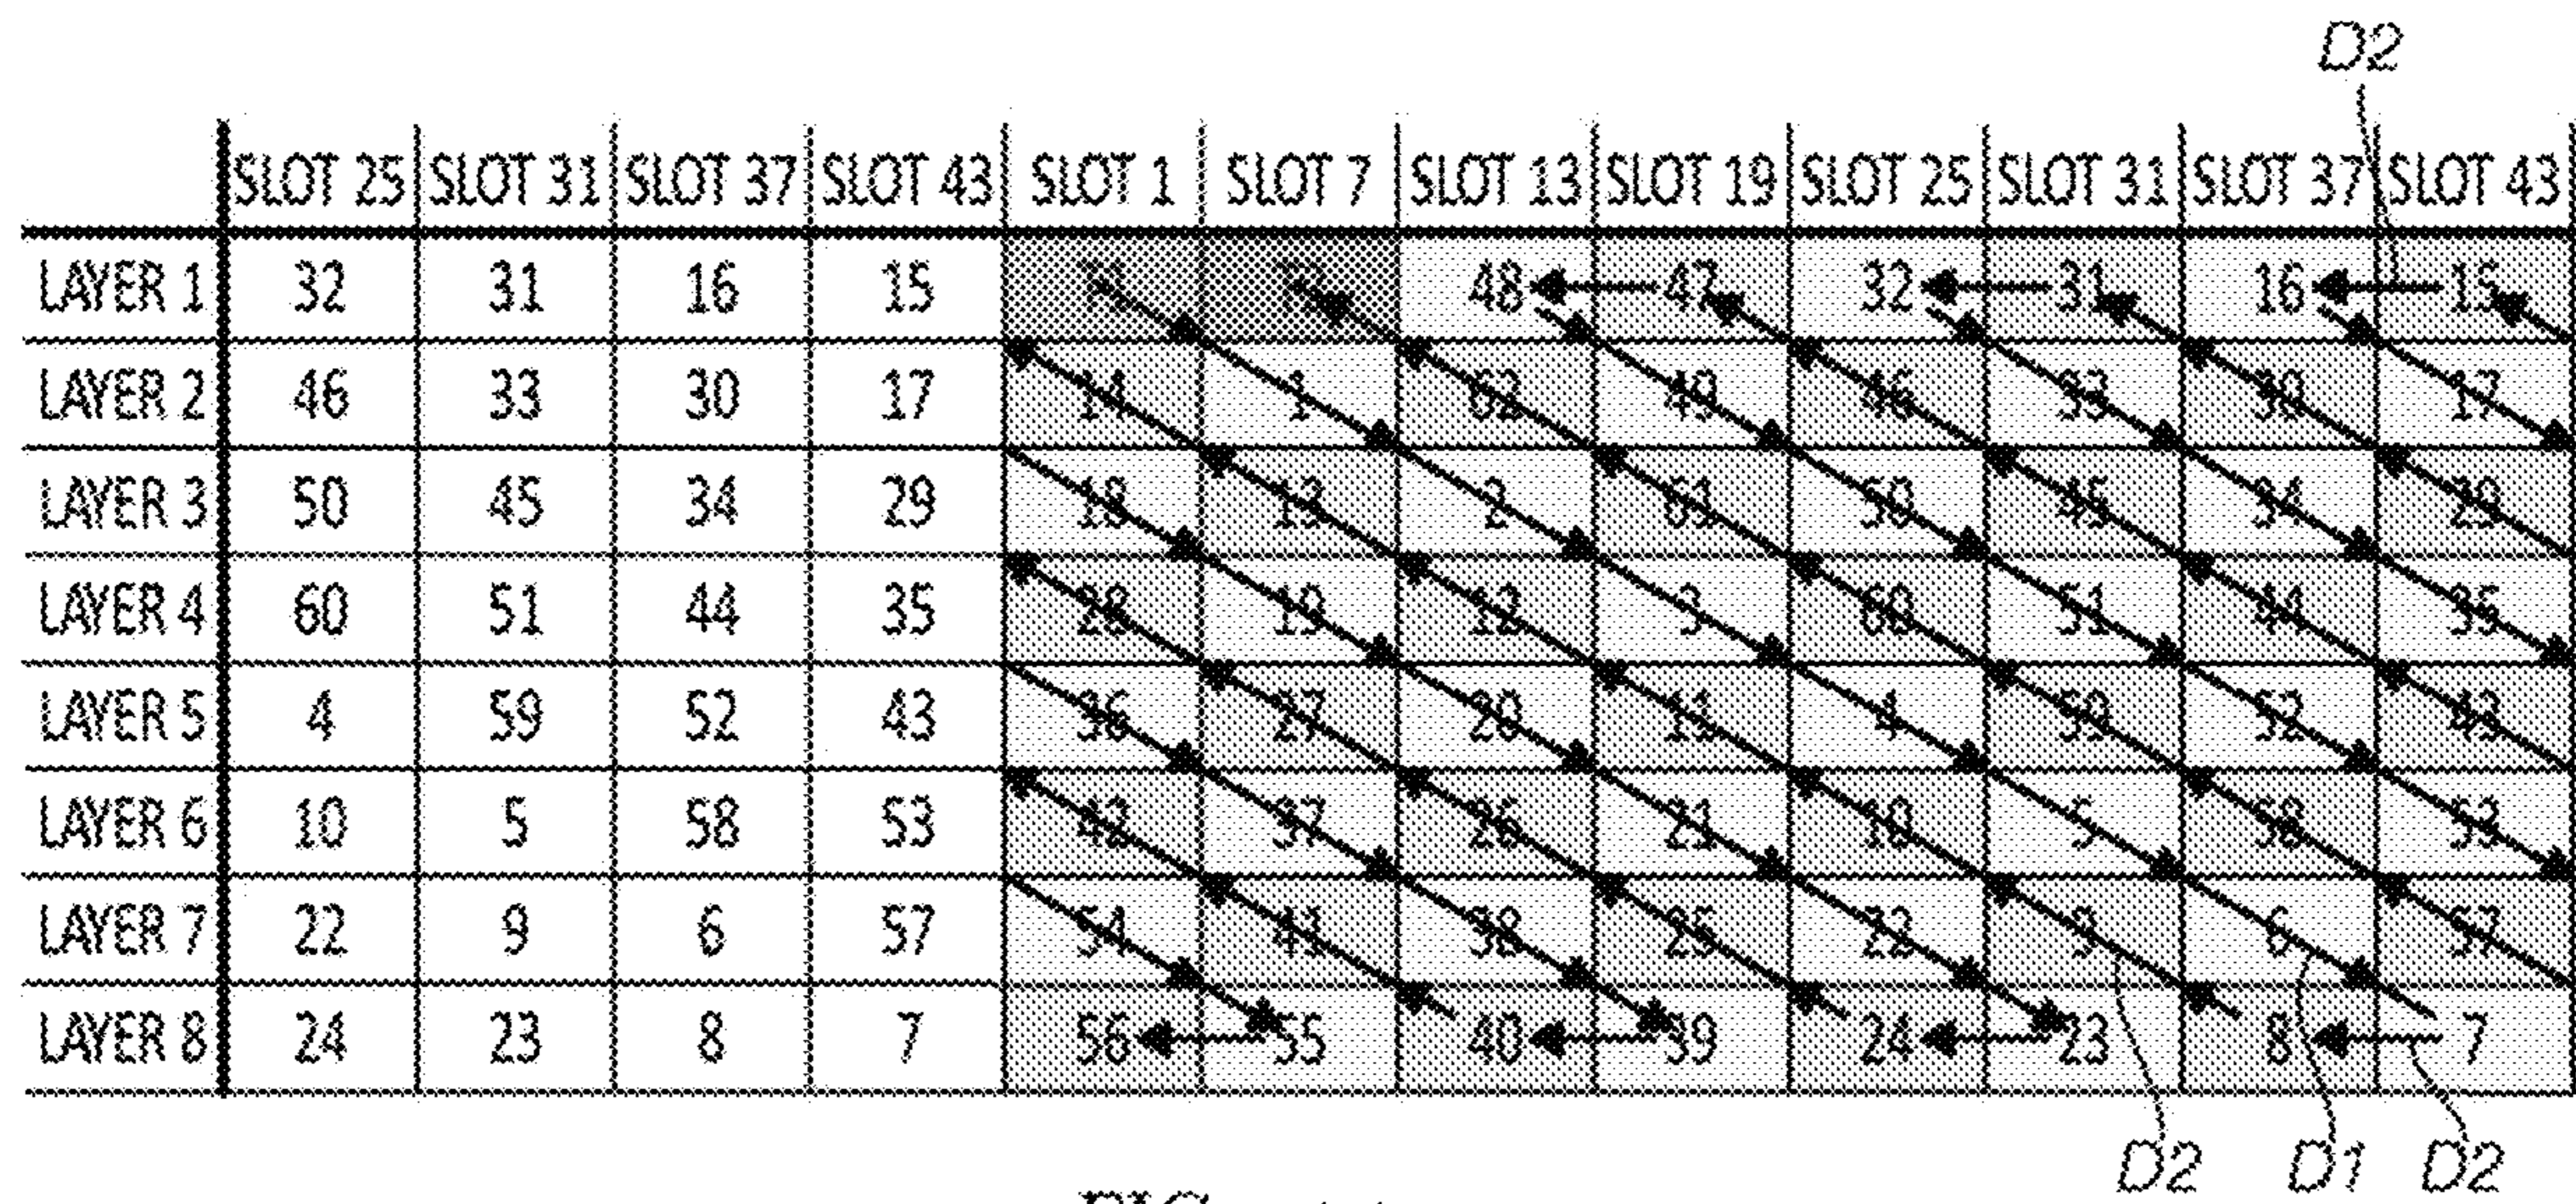 D2
SLOT 25 SLOT 31 SLOT 37 SLOT 43 SLOT 1 SLOT 7 SLOT 13 SLOT 19 SLOT 25 SLOT 31 SLOT 37 SLOT 43
LAYER 1 32 31 16 15 48 47 32 31 16 15
LAYER 2 46 33 30 17 14 1 62 49 46 33 30 17
LAYER 3 50 45 34 29 18 13 2 61 50 45 34 29
LAYER 4 60 51 44 35 28 19 12 3 60 51 44 35
LAYER 5 4 59 52 43 36 27 20 11 4 59 52 43
LAYER 6 10 5 58 53 42 37 26 21 10 5 58 53
LAYER 7 22 9 6 57 54 41 38 25 22 9 6 57
LAYER 8 24 23 8 7 56 55 40 39 24 23 8 7
D2 D1 D2